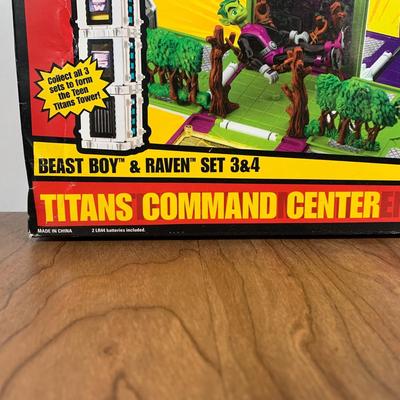 Collect all 3
sets to form
the Teen
Titans Tower!
BEAST BOY™ & RAVEN™ SET 3&4
TITANS COMMAND CENTER
MADE IN CHINA 2 LR44 batteries included.